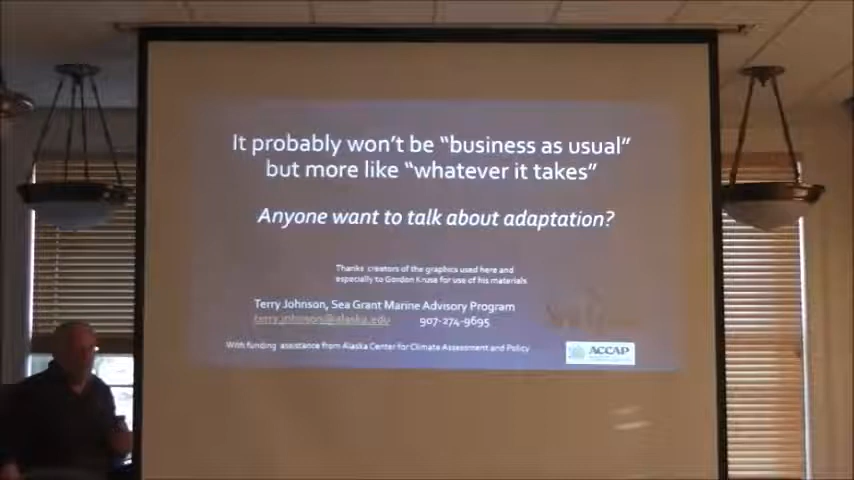 It probably won't be "business as usual"
but more like "whatever it takes"
Anyone want to talk about adaptation?
Thanks creators of the graphics used here and
especially to Gordon Kruse for use of his materials
Terry Johnson, Sea Grant Marine Advisory Program
terry.johnson@alaska.edu 907-274-9695
With funding assistance from Alaska Center for Climate Assessment and Policy
ACCAP